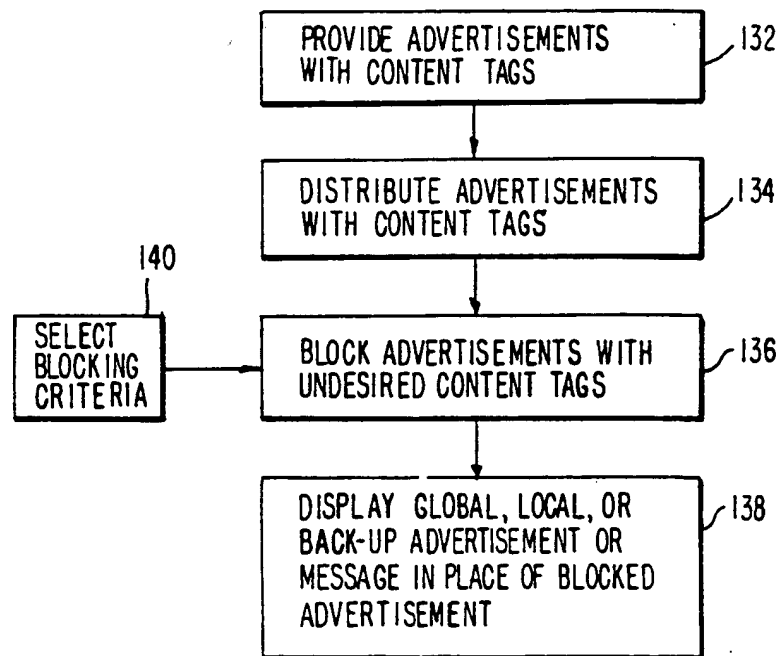 PROVIDE ADVERTISEMENTS
WITH CONTENT TAGS
132
DISTRIBUTE ADVERTISEMENTS
WITH CONTENT TAGS
134
140
SELECT
BLOCKING
CRITERIA
BLOCK ADVERTISEMENTS WITH
UNDESIRED CONTENT TAGS
136
DISPLAY GLOBAL, LOCAL, OR
BACK-UP ADVERTISEMENT OR
MESSAGE IN PLACE OF BLOCKED
ADVERTISEMENT
138